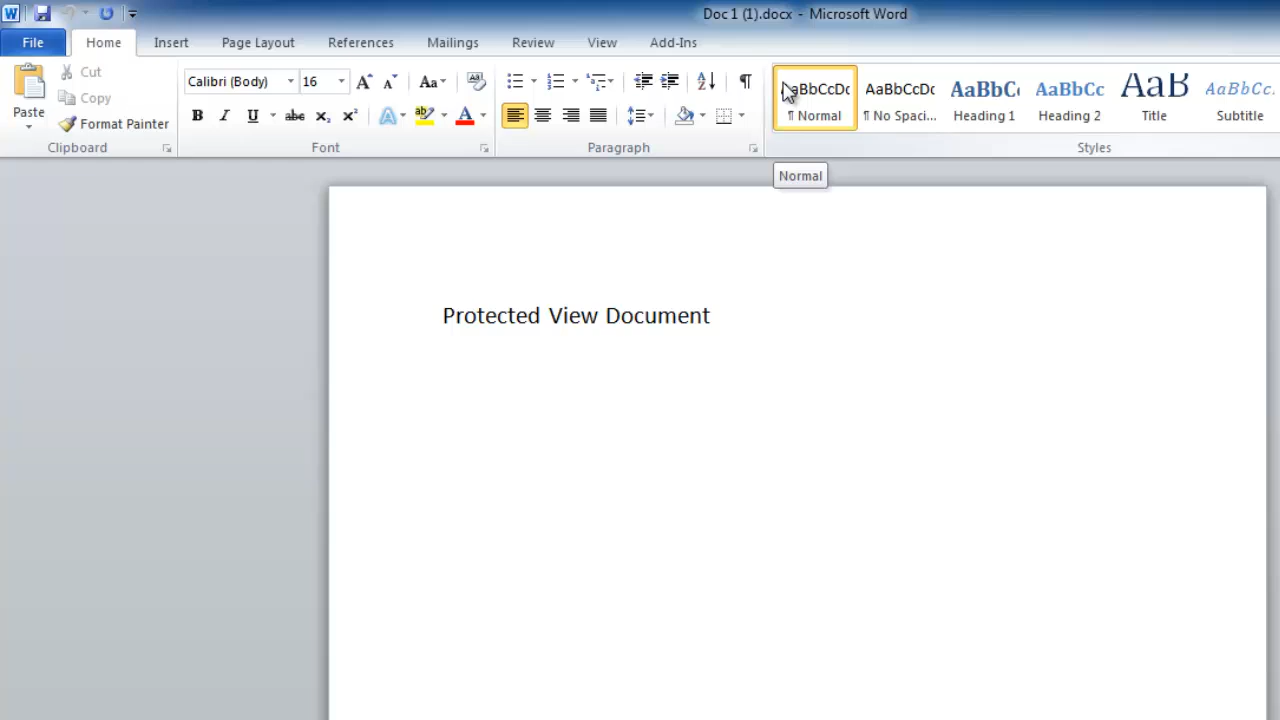 Doc 1 (1).docx - Microsoft Word
File Home Insert Page Layout References Mailings Review View Add-Ins
Paste
Cut
Copy
Format Painter
Clipboard
Calibri (Body) 16
Font
Paragraph
AaBbCcDc AaBbCcDc AaBbC AaBbCc AaB AaBbCc.
¶ Normal ¶ No Spaci... Heading 1 Heading 2 Title Subtitle
Styles
Normal
Protected View Document